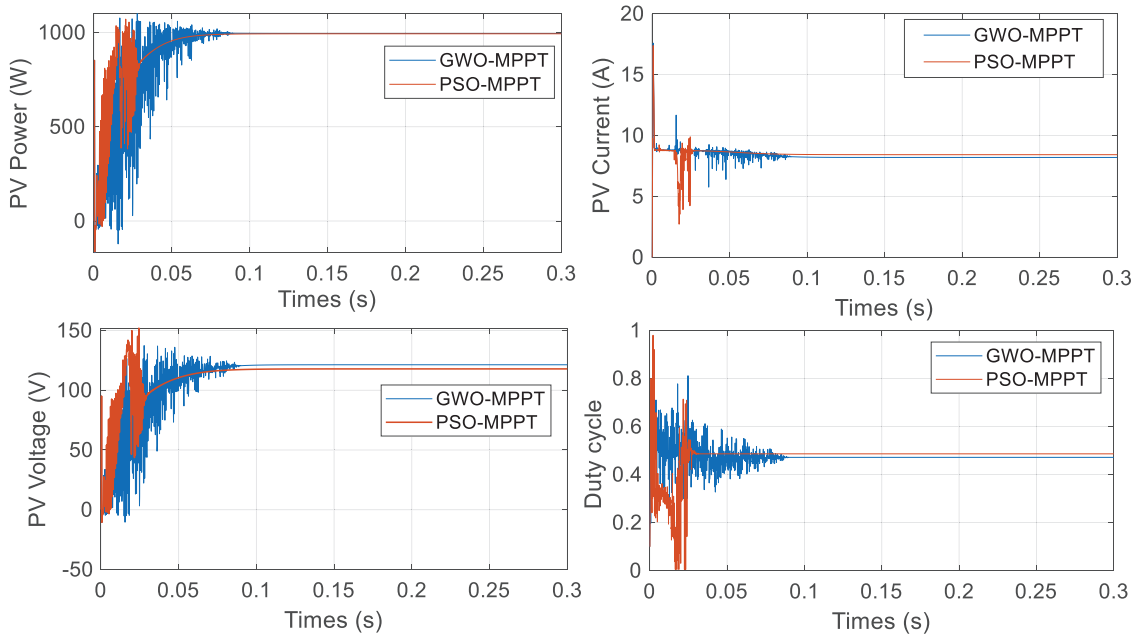 PV Power (W)
1000
500
0
GWO-MPPT
PSO-MPPT
0 0.05 0.1 0.15 0.2 0.25 0.3
Times (s)
PV Current (A)
20
15
10
5
0
GWO-MPPT
PSO-MPPT
0 0.05 0.1 0.15 0.2 0.25 0.3
Times (s)
PV Voltage (V)
150
100
50
0
-50
GWO-MPPT
PSO-MPPT
0 0.05 0.1 0.15 0.2 0.25 0.3
Times (s)
Duty cycle
1
0.8
0.6
0.4
0.2
0
GWO-MPPT
PSO-MPPT
0 0.05 0.1 0.15 0.2 0.25 0.3
Times (s)